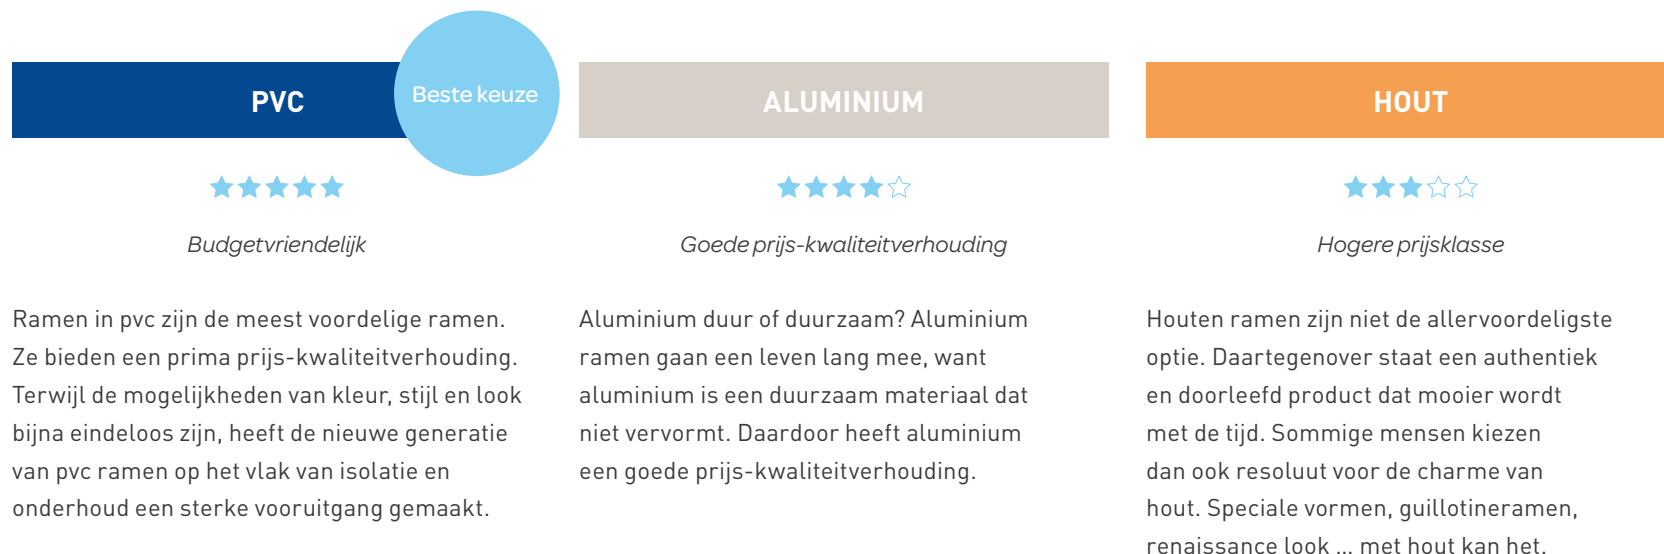 PVC
Beste keuze
Budgetvriendelijk
Ramen in pvc zijn de meest voordelige ramen.
Ze bieden een prima prijs-kwaliteitverhouding.
Terwijl de mogelijkheden van kleur, stijl en look
bijna eindeloos zijn, heeft de nieuwe generatie
van pvc ramen op het vlak van isolatie en
onderhoud een sterke vooruitgang gemaakt.
ALUMINIUM
Goede prijs-kwaliteitverhouding
Aluminium duur of duurzaam? Aluminium
ramen gaan een leven lang mee, want
aluminium is een duurzaam materiaal dat
niet vervormt. Daardoor heeft aluminium
een goede prijs-kwaliteitverhouding.
HOUT
Hogere prijsklasse
Houten ramen zijn niet de allervoordeligste
optie. Daartegenover staat een authentiek
en doorleefd product dat mooier wordt
met de tijd. Sommige mensen kiezen
dan ook resoluut voor de charme van
hout. Speciale vormen, guillotineramen,
renaissance look ... met hout kan het.